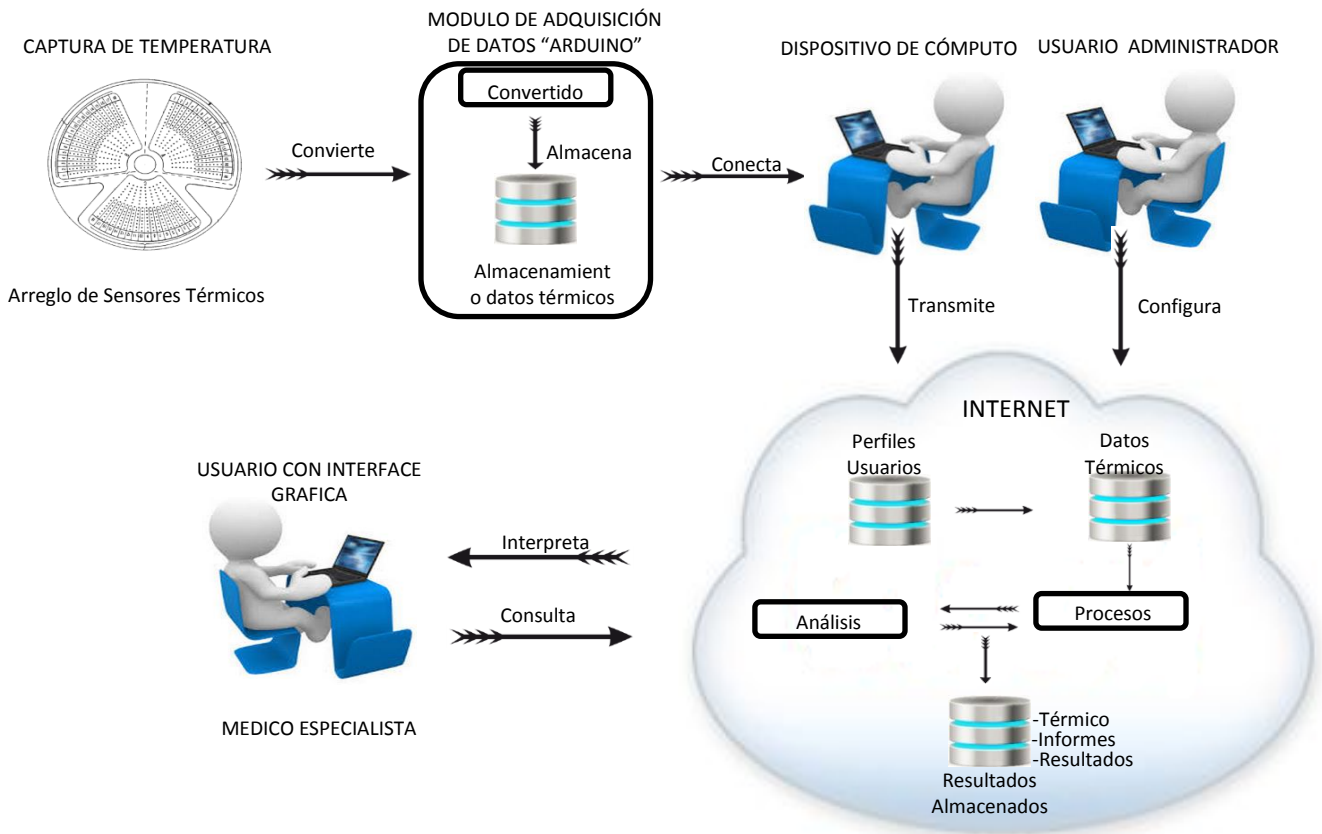 CAPTURA DE TEMPERATURA
Arreglo de Sensores Térmicos
Convierte
MODULO DE ADQUISICIÓN
DE DATOS “ARDUINO”
Convertido
Almacena
Almacenamient
o datos térmicos
Conecta
DISPOSITIVO DE CÓMPUTO
USUARIO ADMINISTRADOR
Transmite
Configura
INTERNET
Perfiles
Usuarios
Datos
Térmicos
Análisis
Procesos
-Térmico
-Informes
-Resultados
Resultados
Almacenados
USUARIO CON INTERFACE
GRAFICA
Interpreta
Consulta
MEDICO ESPECIALISTA